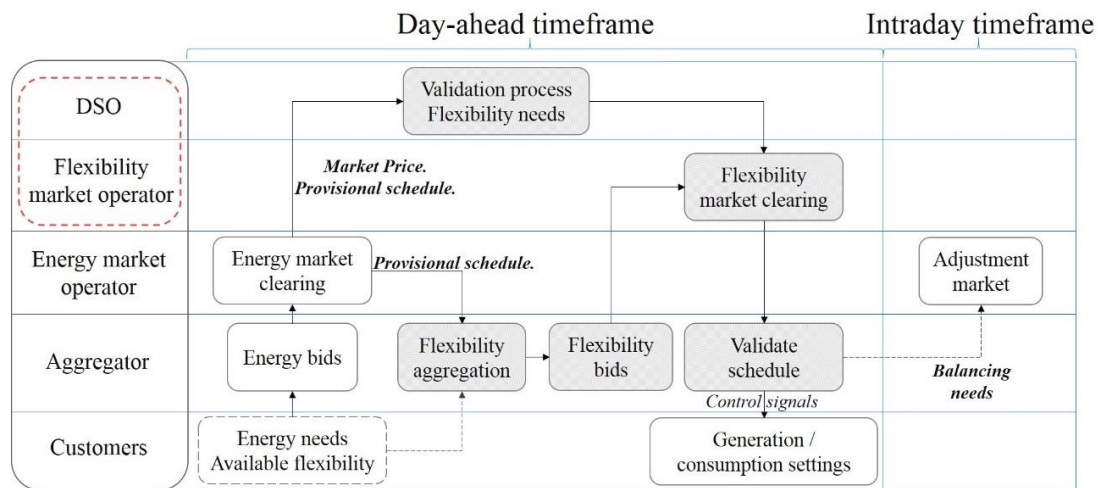 Day-ahead timeframe
Intraday timeframe
DSO
Validation process
Flexibility needs
Flexibility
market operator
Market Price.
Provisional schedule.
Flexibility
market clearing
Energy market
operator
Energy market
clearing
Provisional schedule.
Adjustment
market
Aggregator
Energy bids
Flexibility
aggregation
Flexibility
bids
Validate
schedule
Balancing
needs
Control signals
Customers
Energy needs
Available flexibility
Generation /
consumption settings